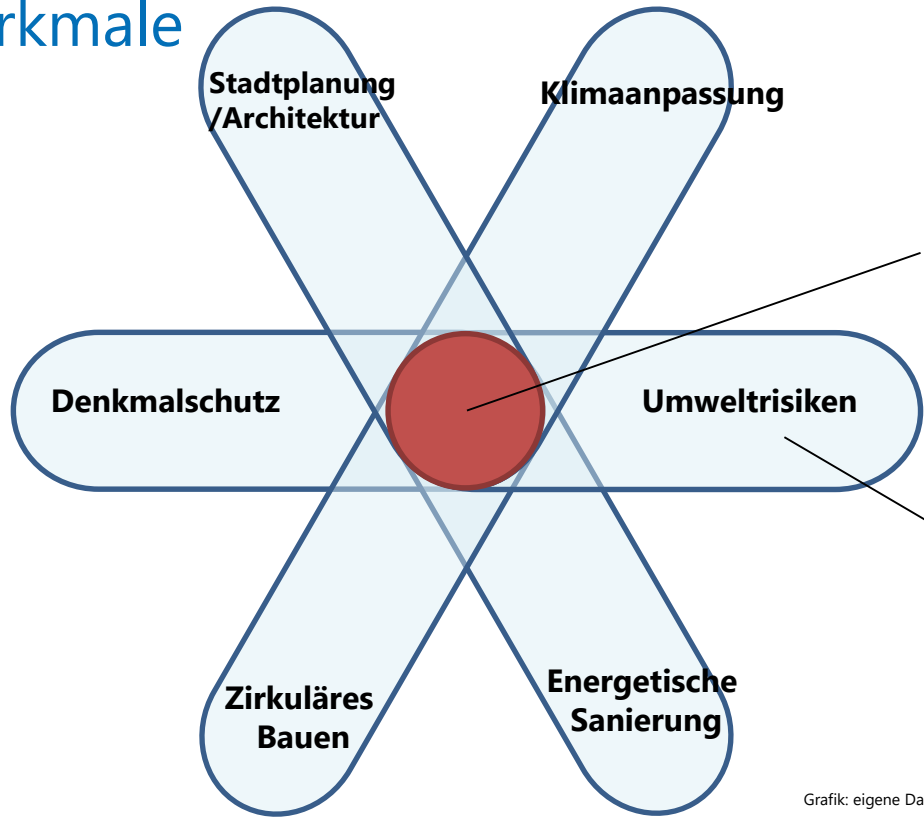 rkmale
Stadtplanung
/Architektur
Klimaanpassung
Denkmalschutz
Umweltrisiken
Zirkuläres
Bauen
Energetische
Sanierung
Grafik: eigene Da